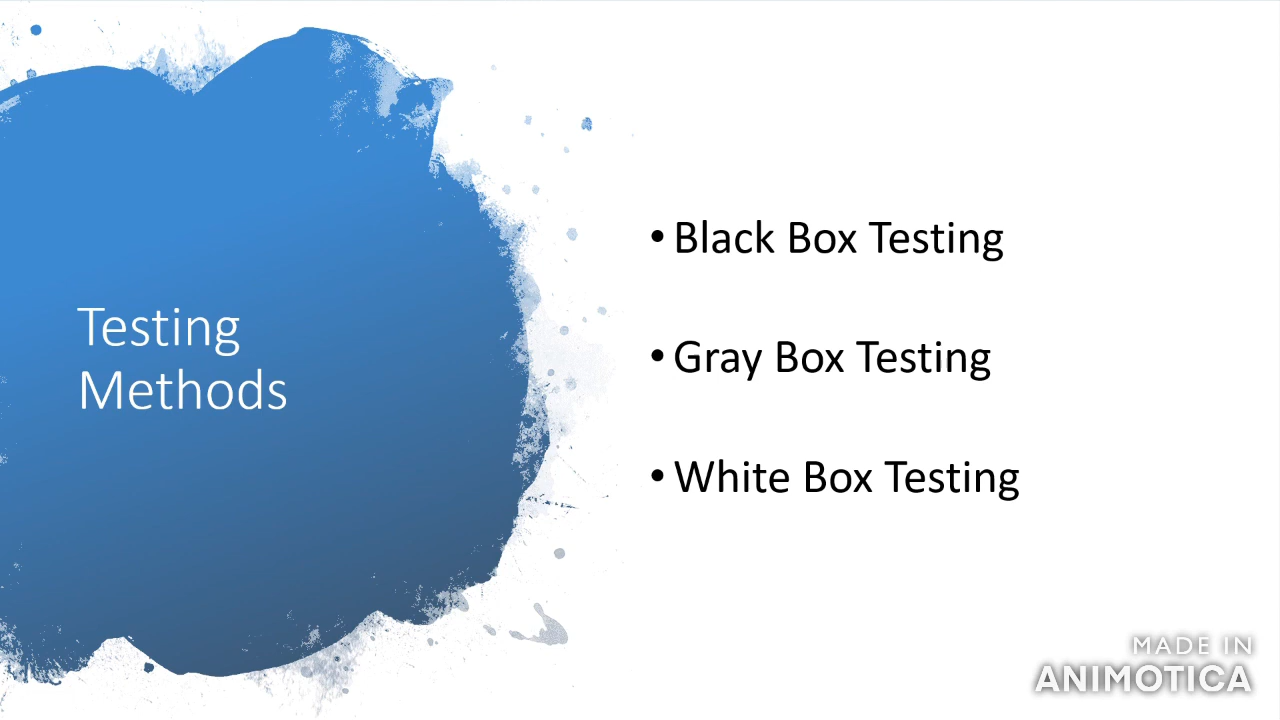 Testing
Methods
• Black Box Testing
• Gray Box Testing
• White Box Testing
MADE IN
ANIMOTICA